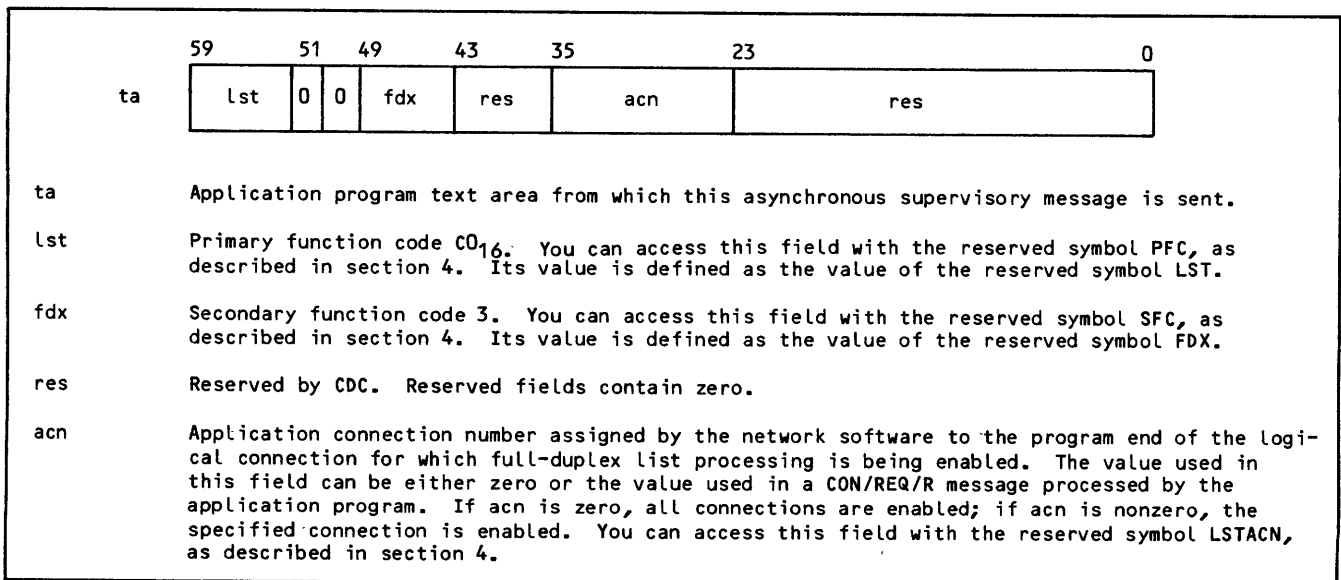 59 51 49 43 35 23 0
ta lst 0 0 fdx res acn res
ta Application program text area from which this asynchronous supervisory message is sent.
lst Primary function code C0₁₆. You can access this field with the reserved symbol PFC, as
described in section 4. Its value is defined as the value of the reserved symbol LST.
fdx Secondary function code 3. You can access this field with the reserved symbol SFC, as
described in section 4. Its value is defined as the value of the reserved symbol FDX.
res Reserved by CDC. Reserved fields contain zero.
acn Application connection number assigned by the network software to the program end of the logi-
cal connection for which full-duplex list processing is being enabled. The value used in
this field can be either zero or the value used in a CON/REQ/R message processed by the
application program. If acn is zero, all connections are enabled; if acn is nonzero, the
specified connection is enabled. You can access this field with the reserved symbol LSTACN,
as described in section 4.